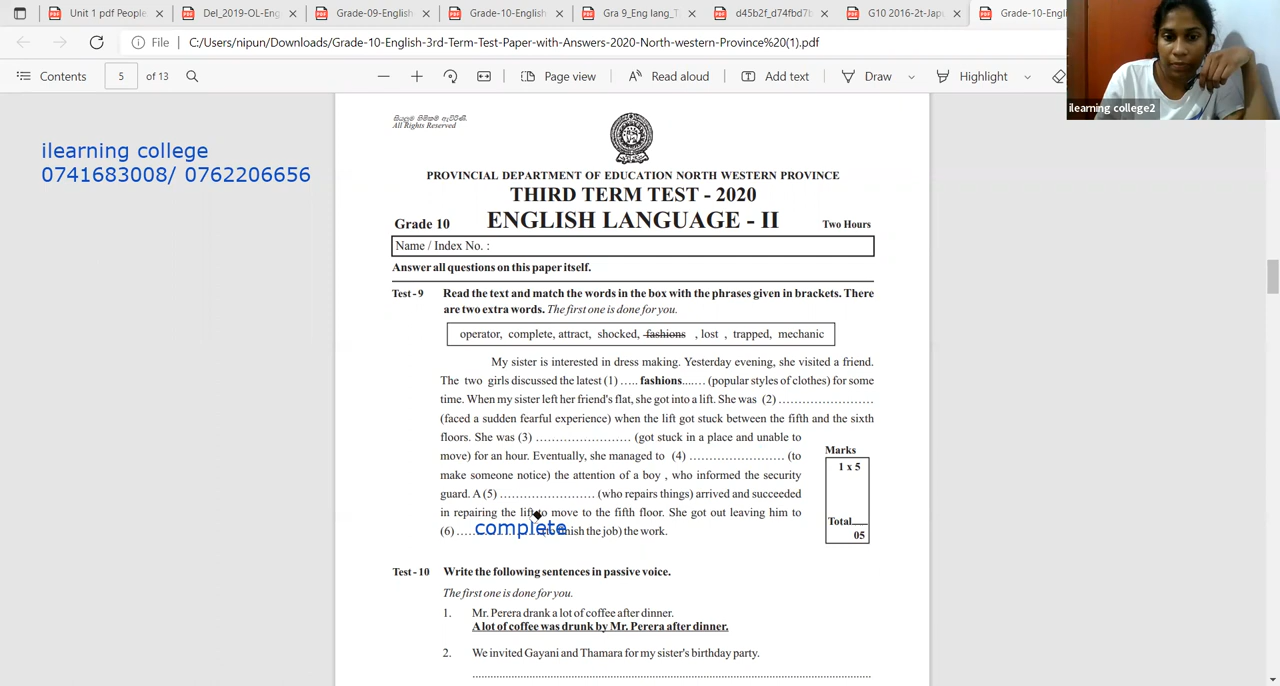 Unit 1 pdf People
Del_2019-OL-Eng
Grade-09-English
Grade-10-English
Gra 9_Eng lang_T
d45b2f_d74fbd7b
G10 2016-2t-Japu
Grade-10-Engli
File C:/Users/nipun/Downloads/Grade-10-English-3rd-Term-Test-Paper-with-Answers-2020-North-western-Province%20(1).pdf
Contents 5 of 13 Page view Read aloud Add text Draw Highlight
ilearning college2
ilearning college
0741683008/ 0762206656
සියලුම හිමිකම් ඇවිරිණි.
All Rights Reserved
PROVINCIAL DEPARTMENT OF EDUCATION NORTH WESTERN PROVINCE
THIRD TERM TEST - 2020
Grade 10 ENGLISH LANGUAGE - II Two Hours
Name / Index No. :
Answer all questions on this paper itself.
Test - 9 Read the text and match the words in the box with the phrases given in brackets. There
are two extra words. The first one is done for you.
operator, complete, attract, shocked, fashions , lost , trapped, mechanic
My sister is interested in dress making. Yesterday evening, she visited a friend.
The two girls discussed the latest (1) ..... fashions....... (popular styles of clothes) for some
time. When my sister left her friend's flat, she got into a lift. She was (2) ........................
(faced a sudden fearful experience) when the lift got stuck between the fifth and the sixth
floors. She was (3) ........................ (got stuck in a place and unable to
move) for an hour. Eventually, she managed to (4) ........................ (to
make someone notice) the attention of a boy , who informed the security
guard. A (5) ........................ (who repairs things) arrived and succeeded
in repairing the lift to move to the fifth floor. She got out leaving him to
(6) ........................ (to finish the job) the work.
complete
Marks
1 x 5
Total
05
Test - 10 Write the following sentences in passive voice.
The first one is done for you.
1. Mr. Perera drank a lot of coffee after dinner.
A lot of coffee was drunk by Mr. Perera after dinner.
2. We invited Gayani and Thamara for my sister's birthday party.
........................................................................